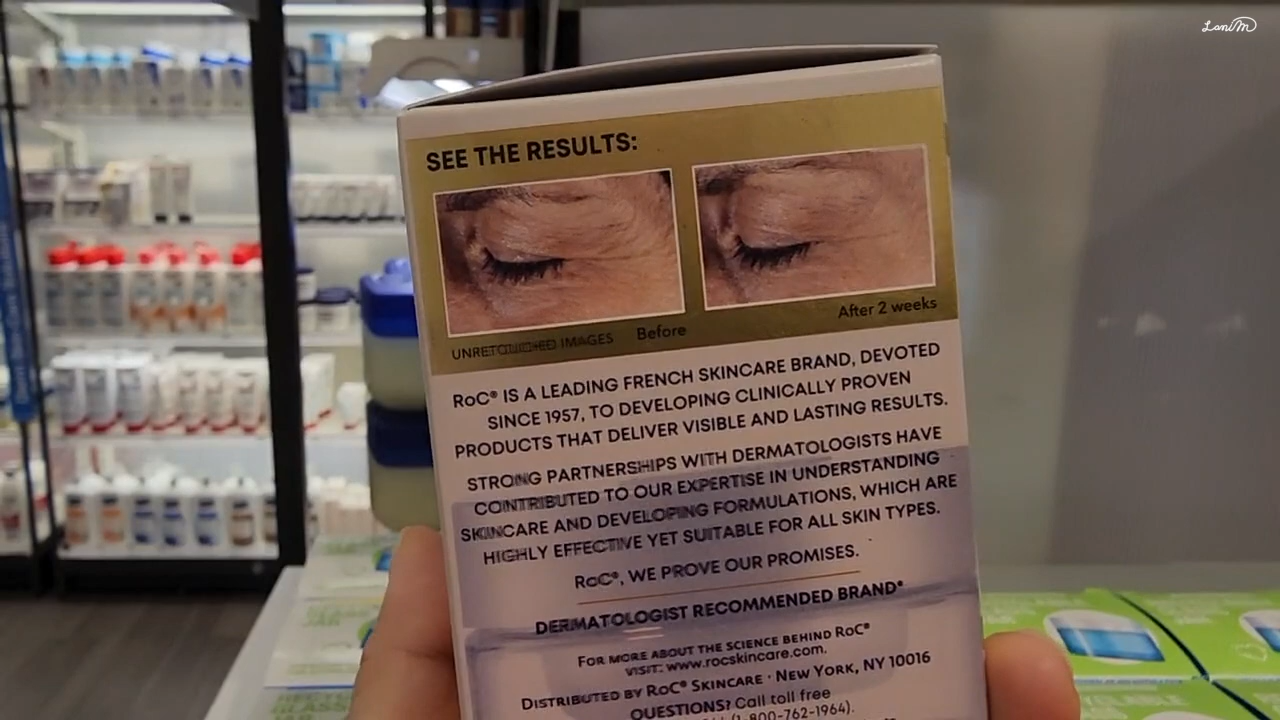 LaniM
SEE THE RESULTS:
UNRETOUCHED IMAGES Before After 2 weeks
RoC® IS A LEADING FRENCH SKINCARE BRAND, DEVOTED
SINCE 1957, TO DEVELOPING CLINICALLY PROVEN
PRODUCTS THAT DELIVER VISIBLE AND LASTING RESULTS.
STRONG PARTNERSHIPS WITH DERMATOLOGISTS HAVE
CONTRIBUTED TO OUR EXPERTISE IN UNDERSTANDING
SKINCARE AND DEVELOPING FORMULATIONS, WHICH ARE
HIGHLY EFFECTIVE YET SUITABLE FOR ALL SKIN TYPES.
RoC®, WE PROVE OUR PROMISES.
DERMATOLOGIST RECOMMENDED BRAND*
FOR MORE ABOUT THE SCIENCE BEHIND RoC®
VISIT: www.rocskincare.com.
DISTRIBUTED BY RoC® SKINCARE · NEW YORK, NY 10016
QUESTIONS? Call toll free
(1-800-762-1964).